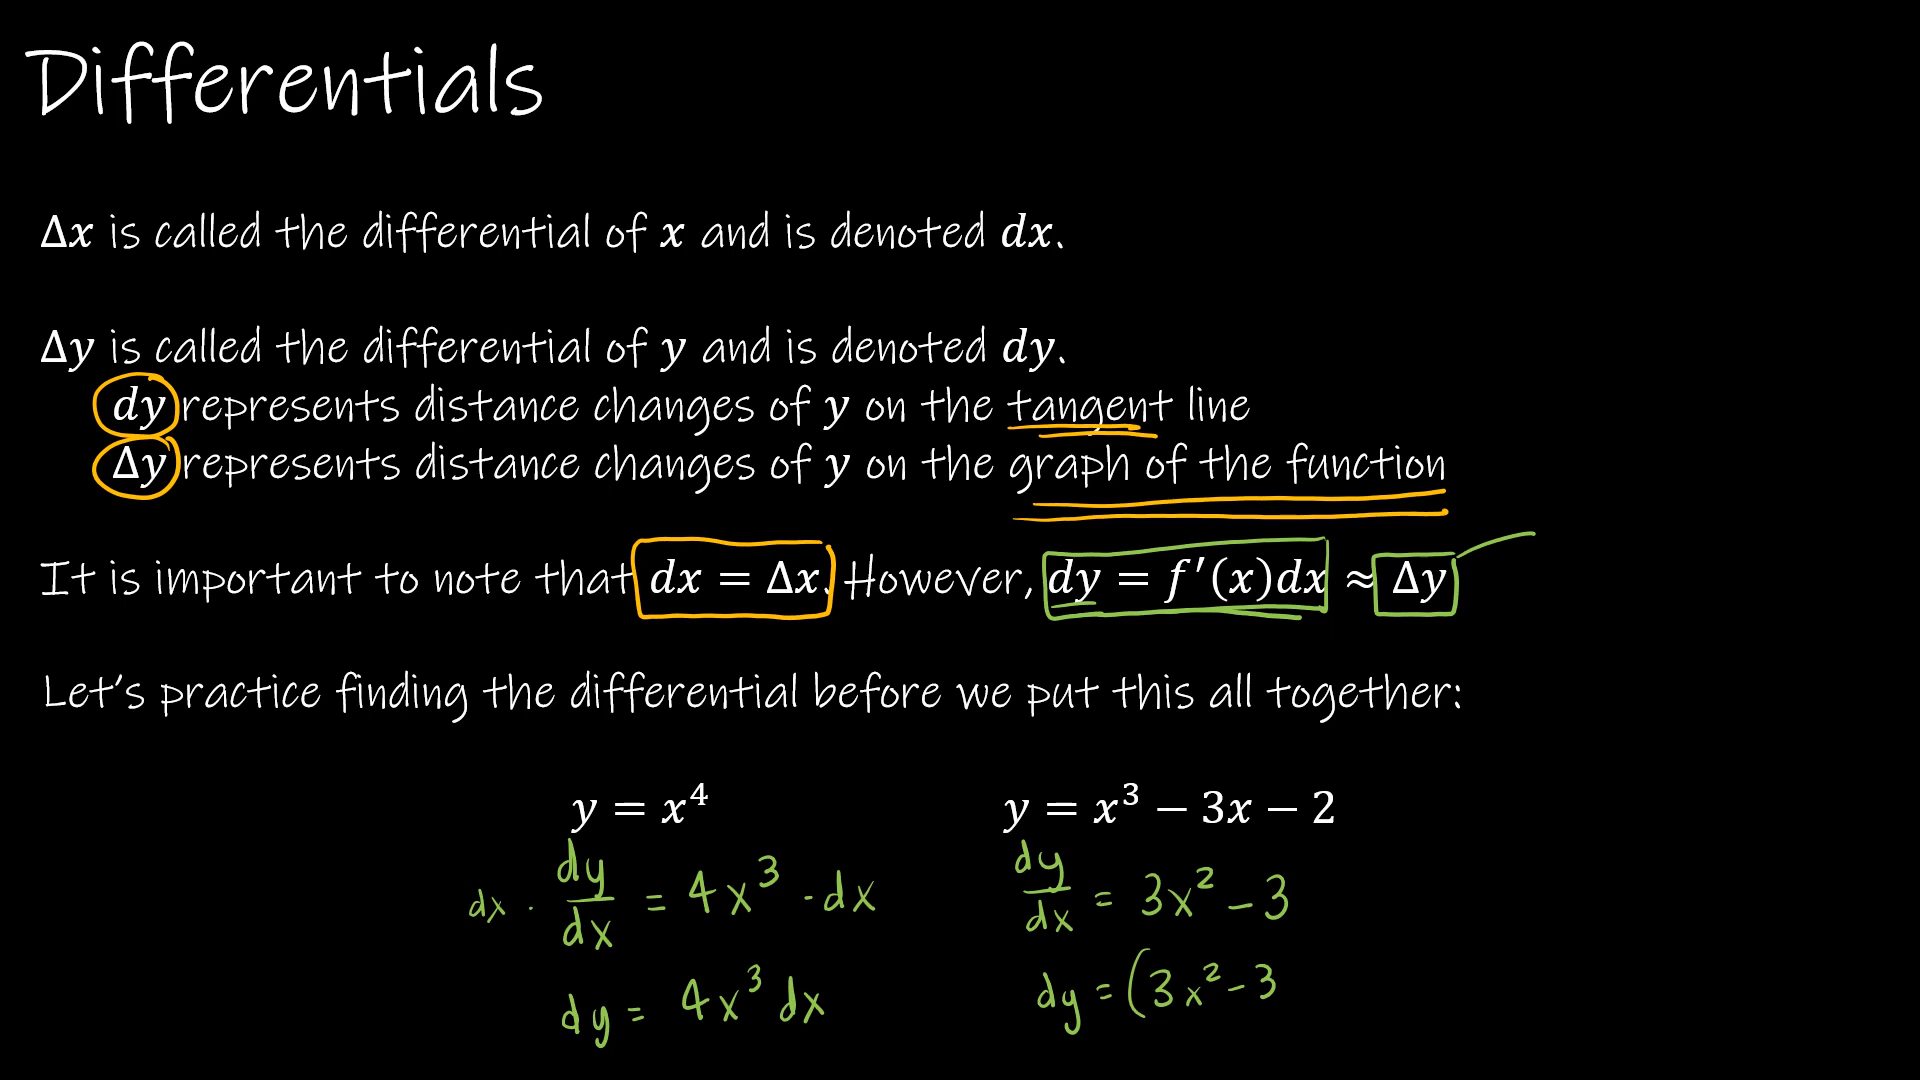 Differentials
Δx is called the differential of x and is denoted dx.
Δy is called the differential of y and is denoted dy.
dy represents distance changes of y on the tangent line
Δy represents distance changes of y on the graph of the function
It is important to note that dx = Δx. However, dy = f′(x)dx ≈ Δy
Let's practice finding the differential before we put this all together:
y = x⁴
dx · dy/dx = 4x³ · dx
dy = 4x³ dx
y = x³ − 3x − 2
dy/dx = 3x² − 3
dy = (3x² − 3